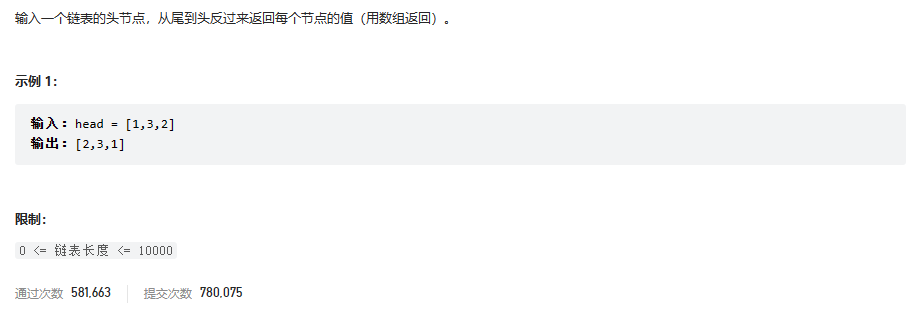 输入一个链表的头节点，从尾到头反过来返回每个节点的值（用数组返回）。
示例 1：
输入：head = [1,3,2]
输出：[2,3,1]
限制：
0 <= 链表长度 <= 10000
通过次数 581,663 提交次数 780,075